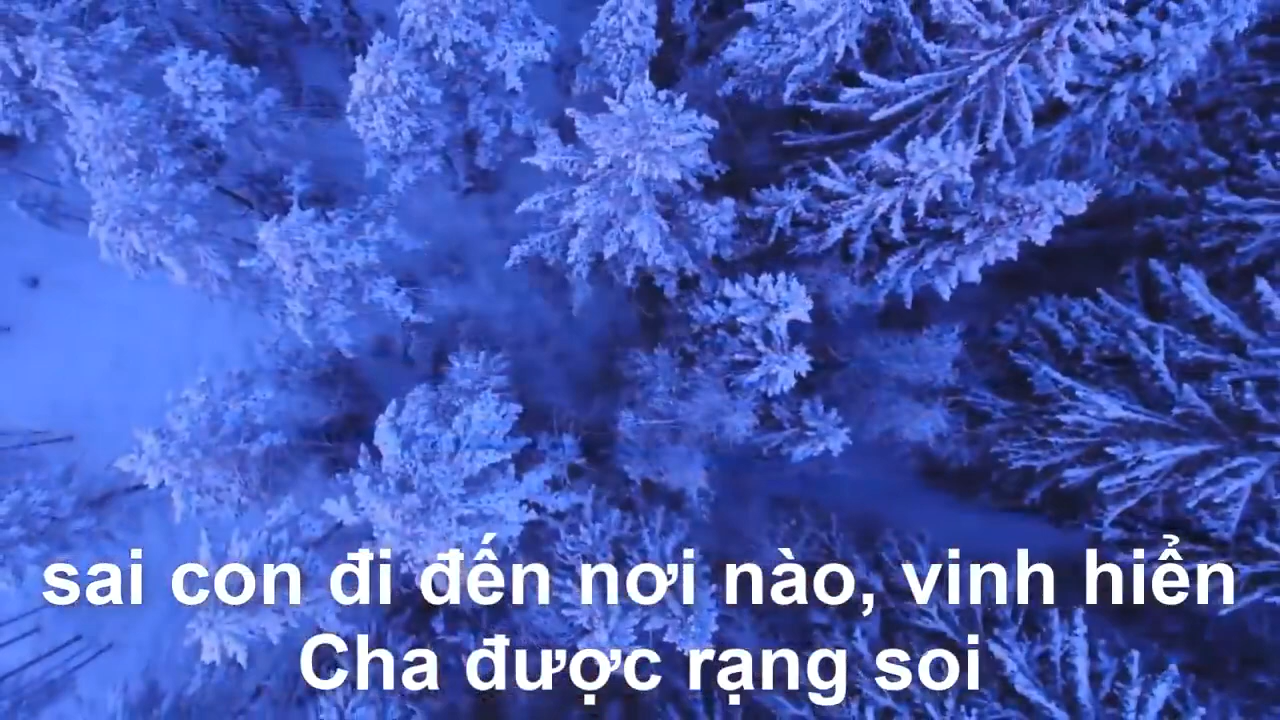 sai con đi đến nơi nào, vinh hiển
Cha được rạng soi